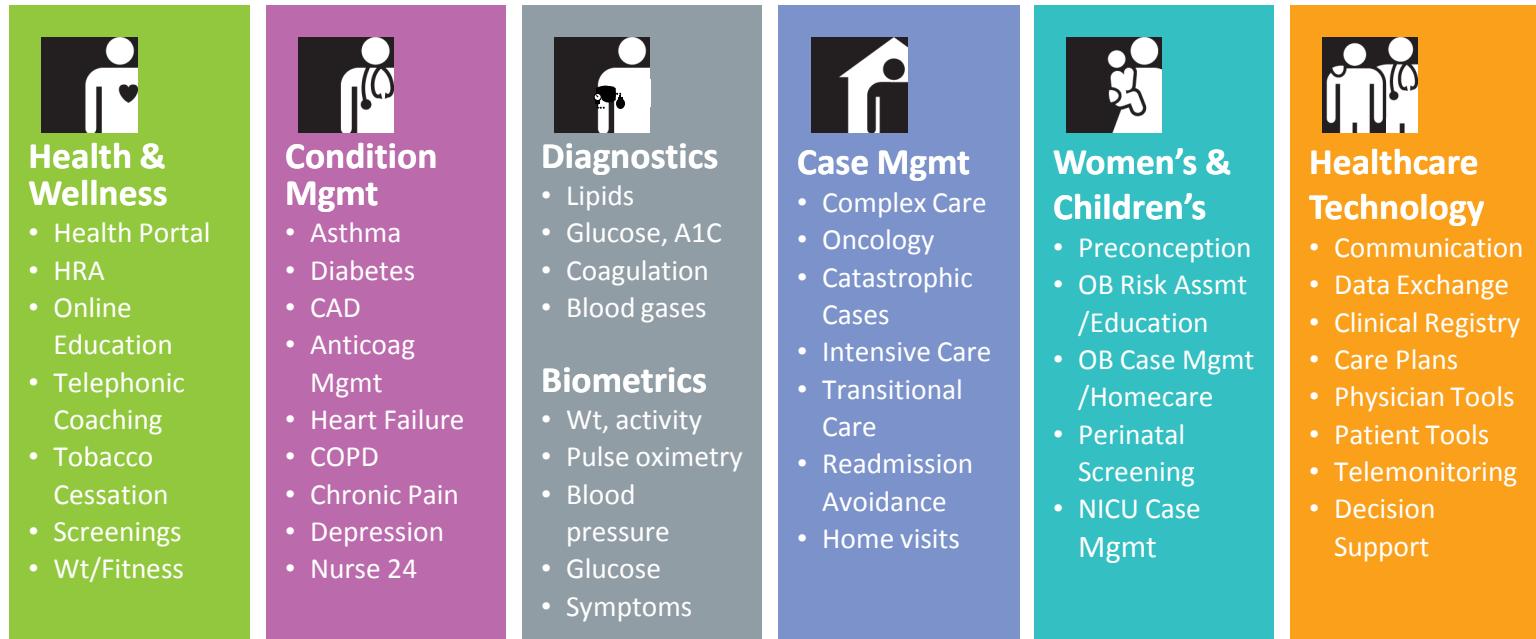 Health &
Wellness
• Health Portal
• HRA
• Online
Education
• Telephonic
Coaching
• Tobacco
Cessation
• Screenings
• Wt/Fitness
Condition
Mgmt
• Asthma
• Diabetes
• CAD
• Anticoag
Mgmt
• Heart Failure
• COPD
• Chronic Pain
• Depression
• Nurse 24
Diagnostics
• Lipids
• Glucose, A1C
• Coagulation
• Blood gases
Biometrics
• Wt, activity
• Pulse oximetry
• Blood
pressure
• Glucose
• Symptoms
Case Mgmt
• Complex Care
• Oncology
• Catastrophic
Cases
• Intensive Care
• Transitional
Care
• Readmission
Avoidance
• Home visits
Women’s &
Children’s
• Preconception
• OB Risk Assmt
/Education
• OB Case Mgmt
/Homecare
• Perinatal
Screening
• NICU Case
Mgmt
Healthcare
Technology
• Communication
• Data Exchange
• Clinical Registry
• Care Plans
• Physician Tools
• Patient Tools
• Telemonitoring
• Decision
Support